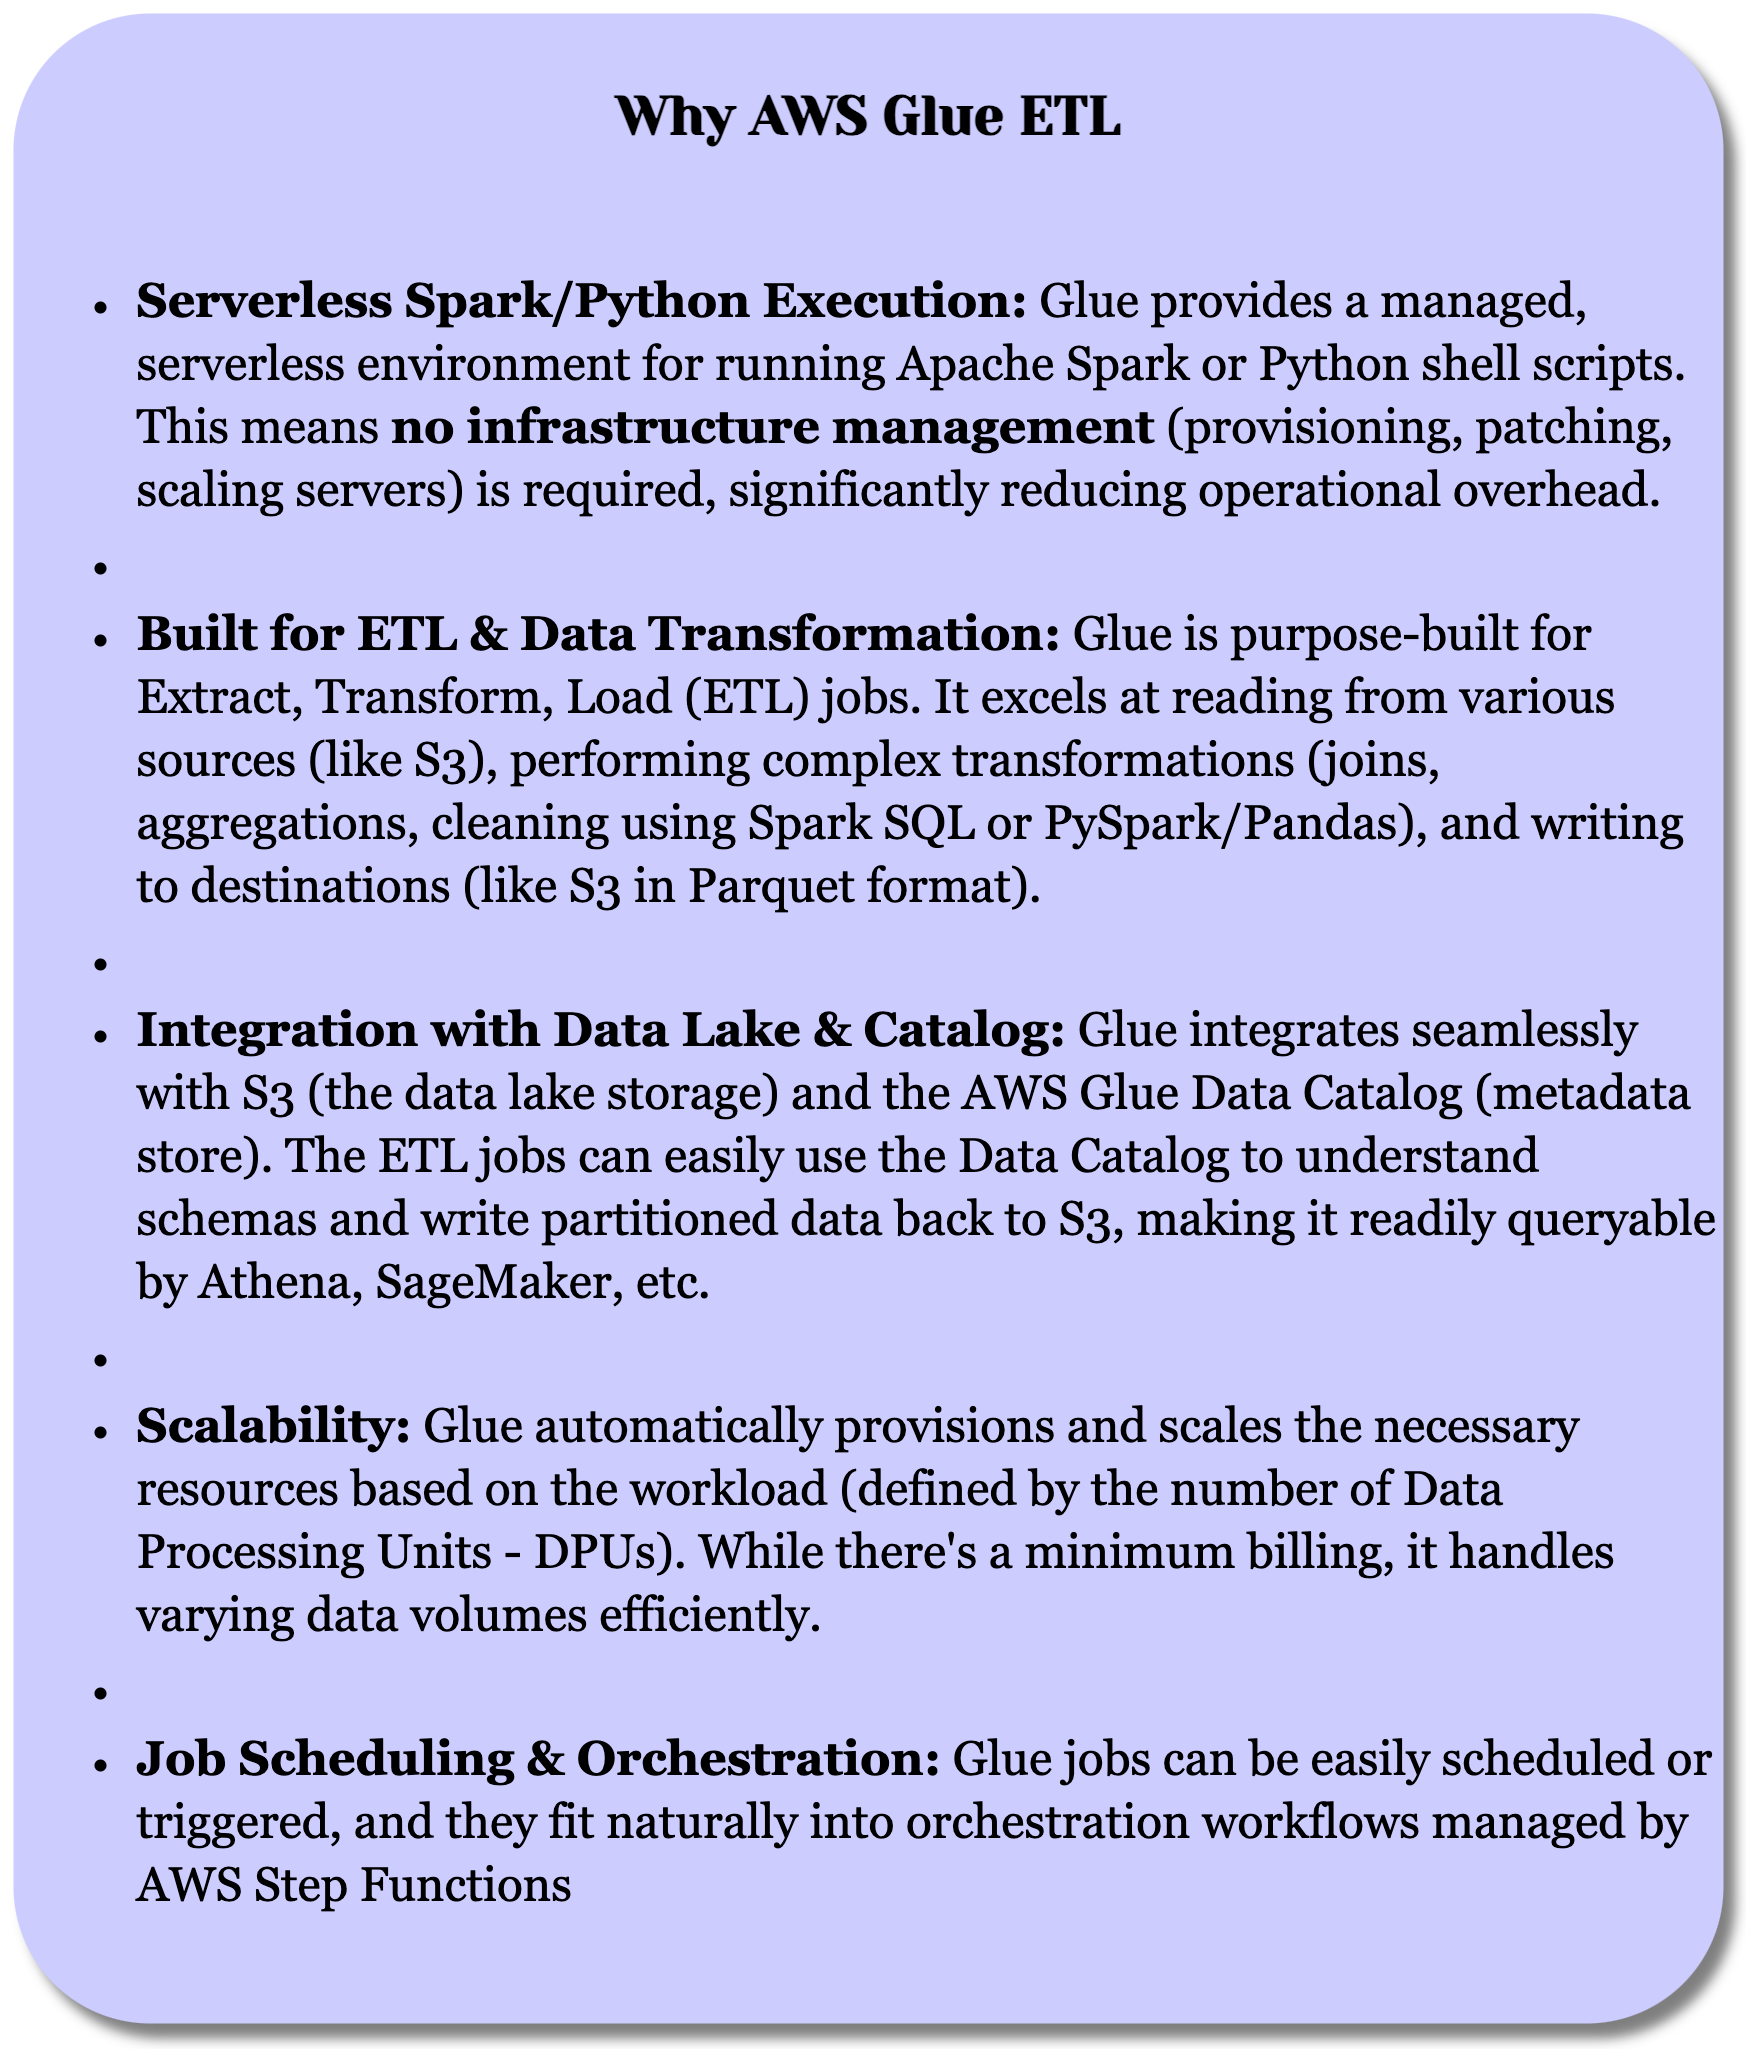 Why AWS Glue ETL
• Serverless Spark/Python Execution: Glue provides a managed,
serverless environment for running Apache Spark or Python shell scripts.
This means no infrastructure management (provisioning, patching,
scaling servers) is required, significantly reducing operational overhead.
•
• Built for ETL & Data Transformation: Glue is purpose-built for
Extract, Transform, Load (ETL) jobs. It excels at reading from various
sources (like S3), performing complex transformations (joins,
aggregations, cleaning using Spark SQL or PySpark/Pandas), and writing
to destinations (like S3 in Parquet format).
•
• Integration with Data Lake & Catalog: Glue integrates seamlessly
with S3 (the data lake storage) and the AWS Glue Data Catalog (metadata
store). The ETL jobs can easily use the Data Catalog to understand
schemas and write partitioned data back to S3, making it readily queryable
by Athena, SageMaker, etc.
•
• Scalability: Glue automatically provisions and scales the necessary
resources based on the workload (defined by the number of Data
Processing Units - DPUs). While there's a minimum billing, it handles
varying data volumes efficiently.
•
• Job Scheduling & Orchestration: Glue jobs can be easily scheduled or
triggered, and they fit naturally into orchestration workflows managed by
AWS Step Functions